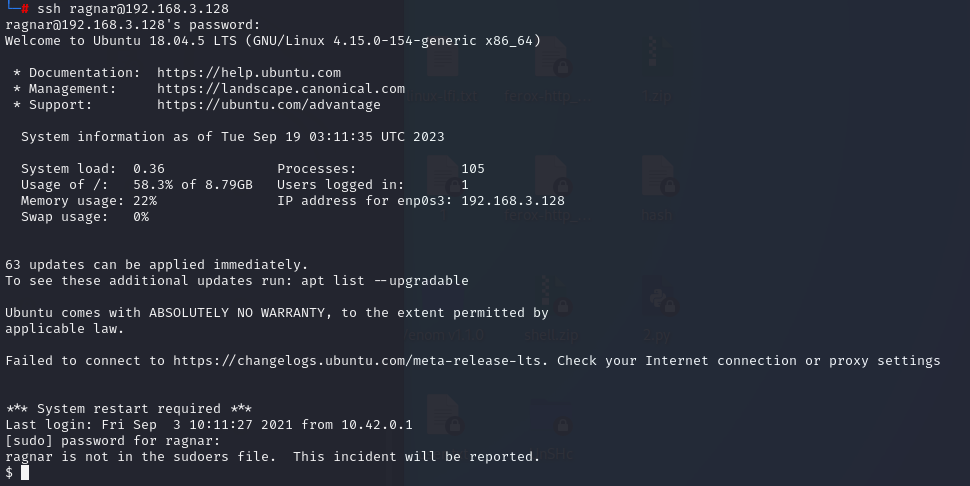 # ssh ragnar@192.168.3.128
ragnar@192.168.3.128's password:
Welcome to Ubuntu 18.04.5 LTS (GNU/Linux 4.15.0-154-generic x86_64)
* Documentation:  https://help.ubuntu.com
* Management:     https://landscape.canonical.com
* Support:        https://ubuntu.com/advantage
System information as of Tue Sep 19 03:11:35 UTC 2023
System load:  0.36              Processes:             105
Usage of /:   58.3% of 8.79GB   Users logged in:       1
Memory usage: 22%               IP address for enp0s3: 192.168.3.128
Swap usage:   0%
63 updates can be applied immediately.
To see these additional updates run: apt list --upgradable
Ubuntu comes with ABSOLUTELY NO WARRANTY, to the extent permitted by
applicable law.
Failed to connect to https://changelogs.ubuntu.com/meta-release-lts. Check your Internet connection or proxy settings
*** System restart required ***
Last login: Fri Sep  3 10:11:27 2021 from 10.42.0.1
[sudo] password for ragnar:
ragnar is not in the sudoers file.  This incident will be reported.
$
shell.zip
2.py
hash